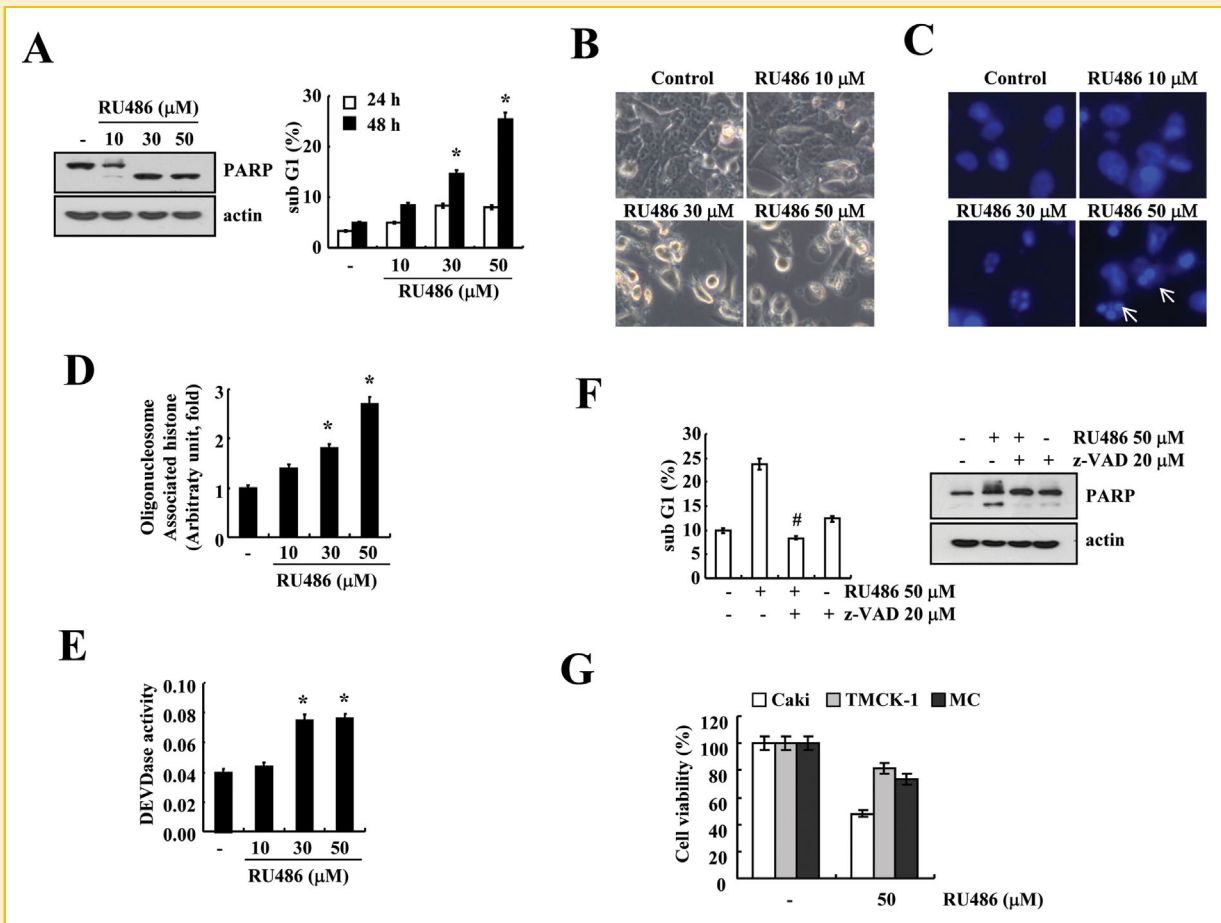 A
RU486 (μM)
- 10 30 50
PARP
actin
sub G1 (%)
30
20
10
0
24 h
48 h
*
*
- 10 30 50
RU486 (μM)
B
Control RU486 10 μM
RU486 30 μM RU486 50 μM
C
Control RU486 10 μM
RU486 30 μM RU486 50 μM
D
Oligonucleosome
Associated histone
(Arbitraty unit, fold)
3
2
1
0
*
*
- 10 30 50
RU486 (μM)
E
DEVDase activity
0.10
0.08
0.06
0.04
0.02
0.00
*
*
- 10 30 50
RU486 (μM)
F
sub G1 (%)
30
25
20
15
10
5
0
#
- + + - RU486 50 μM
- - + + z-VAD 20 μM
- + + - RU486 50 μM
- - + + z-VAD 20 μM
PARP
actin
G
Caki TMCK-1 MC
Cell viability (%)
120
100
80
60
40
20
0
- 50 RU486 (μM)